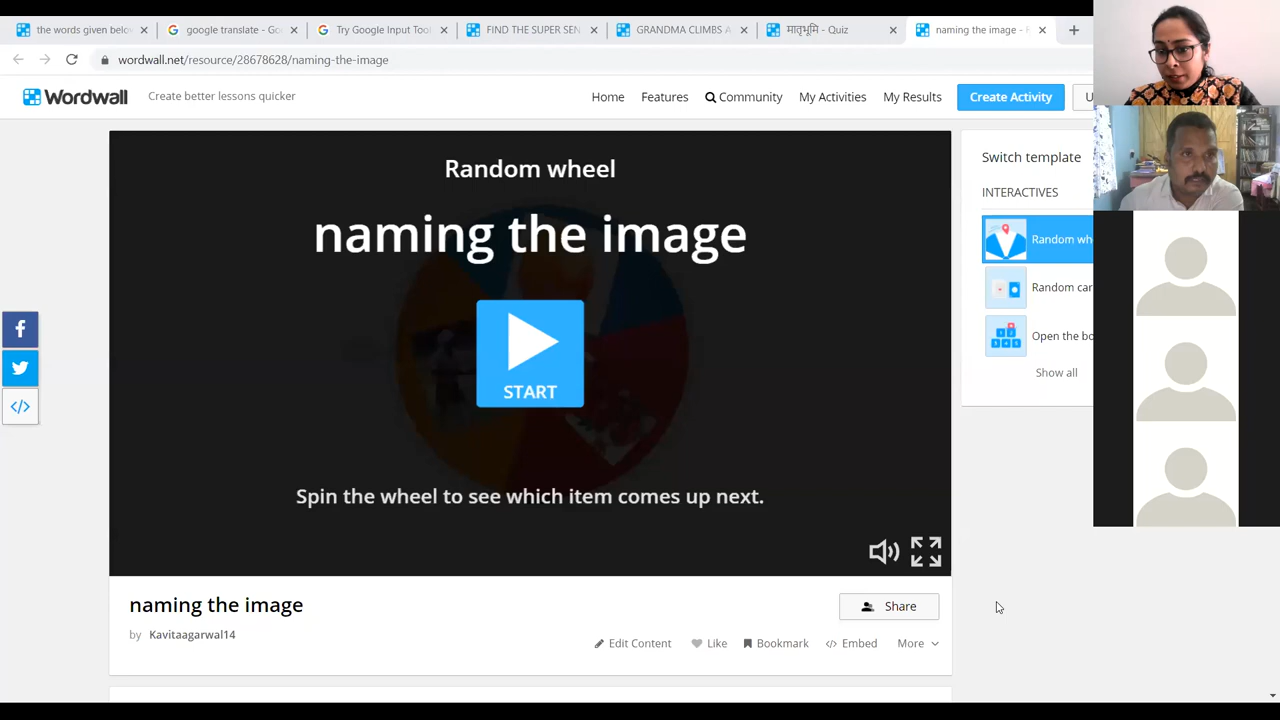 the words given belov
google translate - Go
Try Google Input Tool
FIND THE SUPER SEN
GRANDMA CLIMBS A
मातृभूमि - Quiz
naming the image -
wordwall.net/resource/28678628/naming-the-image
Wordwall
Create better lessons quicker
Home
Features
Community
My Activities
My Results
Create Activity
U
Random wheel
naming the image
START
Spin the wheel to see which item comes up next.
Switch template
INTERACTIVES
Random wh
Random car
Open the bo
Show all
naming the image
Share
by Kavitaagarwal14
Edit Content
Like
Bookmark
Embed
More